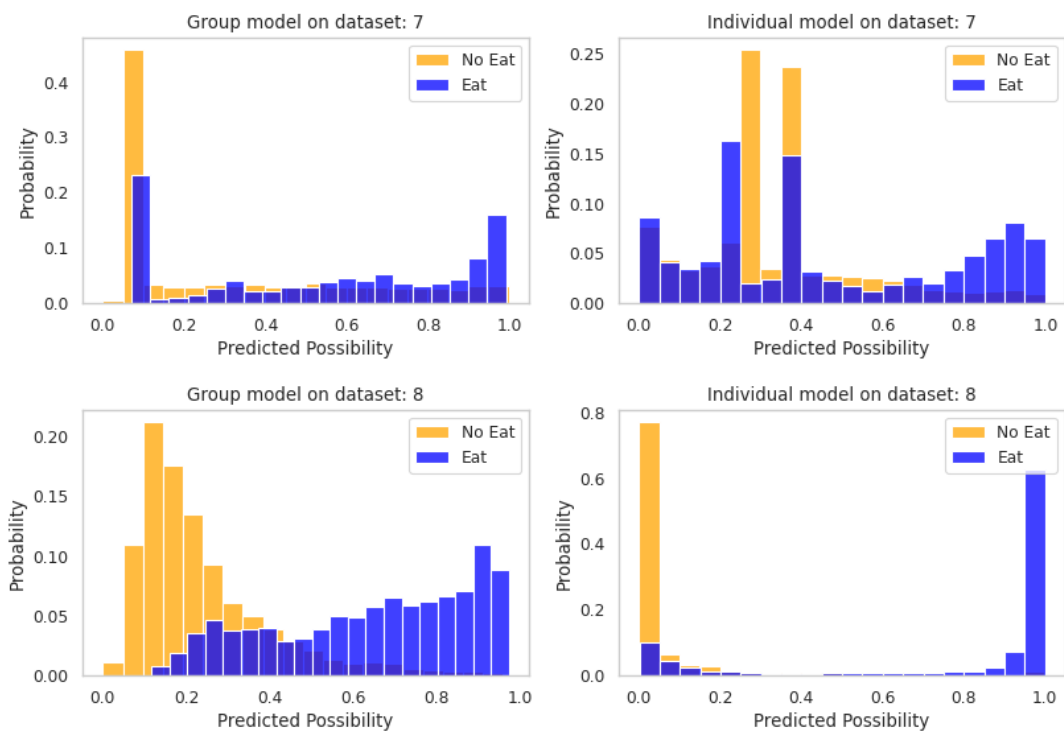 Group model on dataset: 7
No Eat
Eat
0.4
0.3
0.2
0.1
0.0
Probability
0.0 0.2 0.4 0.6 0.8 1.0
Predicted Possibility
Individual model on dataset: 7
No Eat
Eat
0.25
0.20
0.15
0.10
0.05
0.00
Probability
0.0 0.2 0.4 0.6 0.8 1.0
Predicted Possibility
Group model on dataset: 8
No Eat
Eat
0.20
0.15
0.10
0.05
0.00
Probability
0.0 0.2 0.4 0.6 0.8 1.0
Predicted Possibility
Individual model on dataset: 8
No Eat
Eat
0.8
0.6
0.4
0.2
0.0
Probability
0.0 0.2 0.4 0.6 0.8 1.0
Predicted Possibility